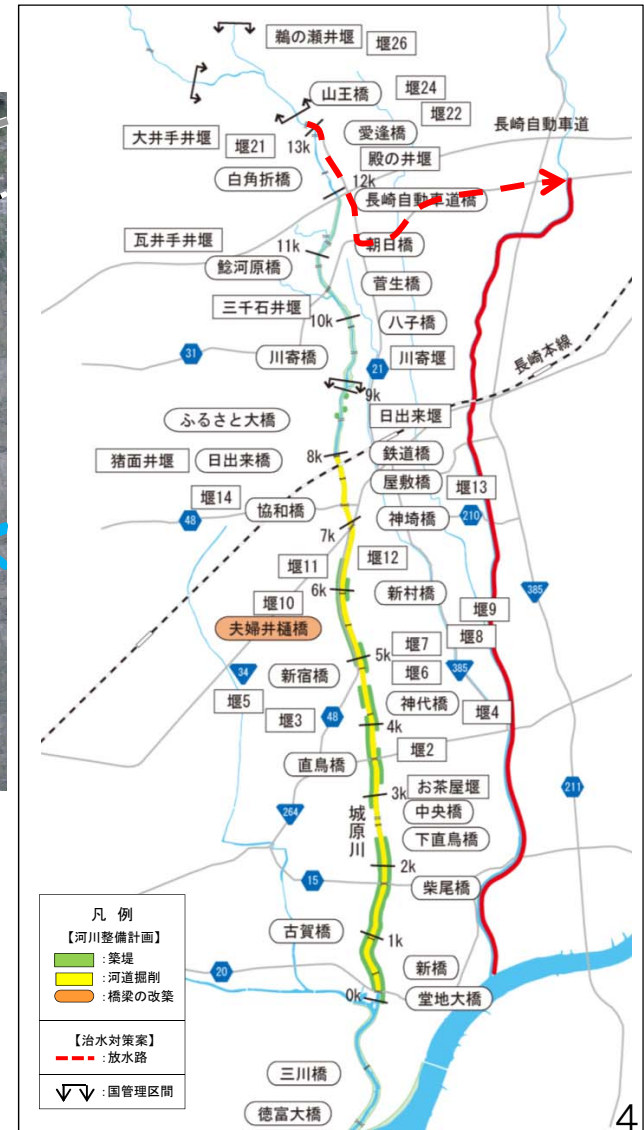 鵜の瀬井堰
堰26
山王橋
堰24
堰22
長崎自動車道
13k
愛逢橋
大井手井堰
堰21
殿の井堰
白角折橋
12k
長崎自動車道橋
瓦井手井堰
11k
朝日橋
鯰河原橋
菅生橋
三千石井堰
10k
八子橋
31
川寄橋
21
川寄堰
長崎本線
9k
ふるさと大橋
日出来堰
猪面井堰
日出来橋
8k
鉄道橋
屋敷橋
堰13
堰14
48
協和橋
7k
神埼橋
210
堰11
堰12
6k
新村橋
385
堰10
堰9
夫婦井樋橋
堰7
堰8
5k
新宿橋
堰6
385
34
堰5
堰3
48
神代橋
堰4
4k
直鳥橋
堰2
3k
お茶屋堰
211
264
城原川
中央橋
下直鳥橋
2k
15
柴尾橋
古賀橋
1k
20
新橋
0k
堂地大橋
三川橋
徳富大橋
凡 例
【河川整備計画】
:築堤
:河道掘削
:橋梁の改築
【治水対策案】
:放水路
:国管理区間
4